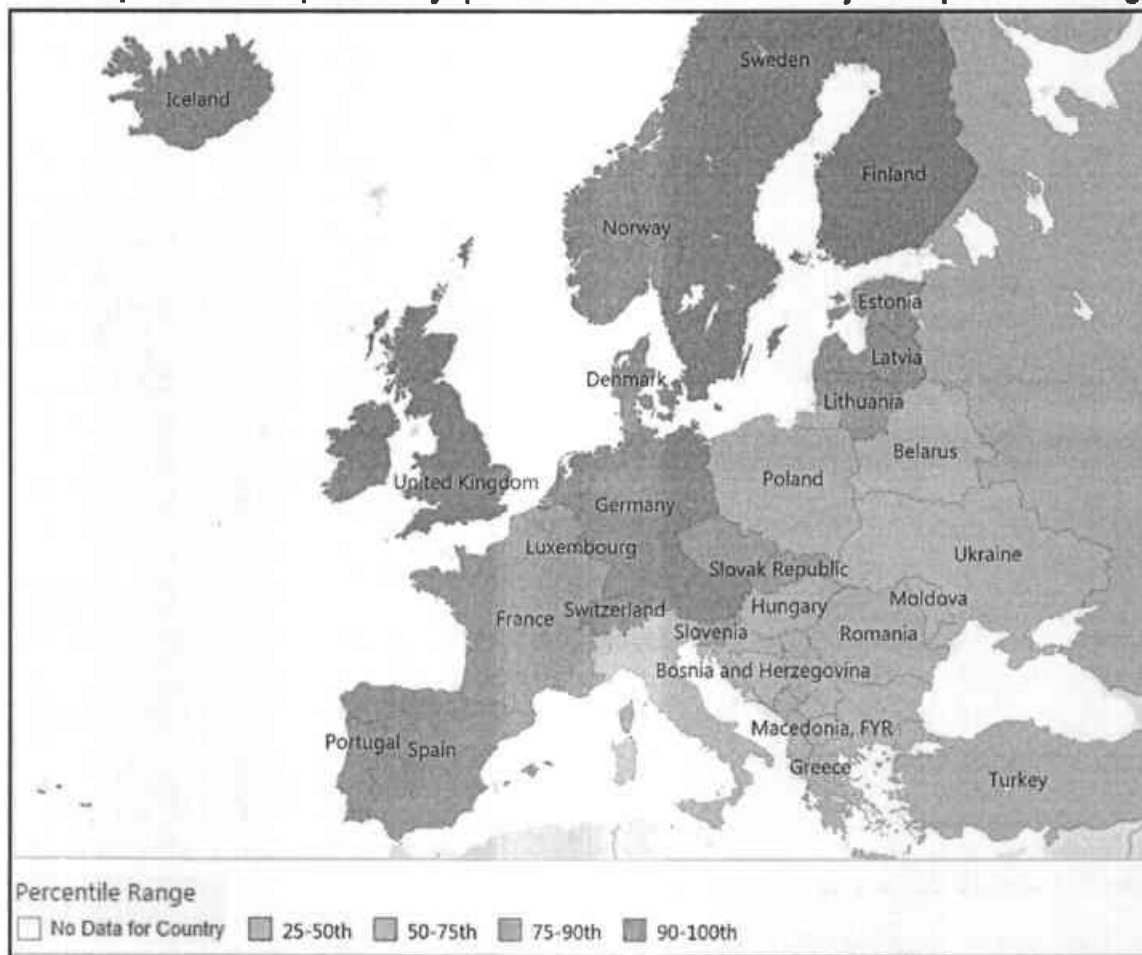 Iceland
Sweden
Finland
Norway
Estonia
Denmark
Latvia
Lithuania
Belarus
United Kingdom
Poland
Germany
Luxembourg
Ukraine
Slovak Republic
Moldova
Switzerland
Hungary
France
Slovenia
Romania
Bosnia and Herzegovina
Macedonia, FYR
Portugal Spain
Greece
Turkey
Percentile Range
No Data for Country 25-50th 50-75th 75-90th 90-100th